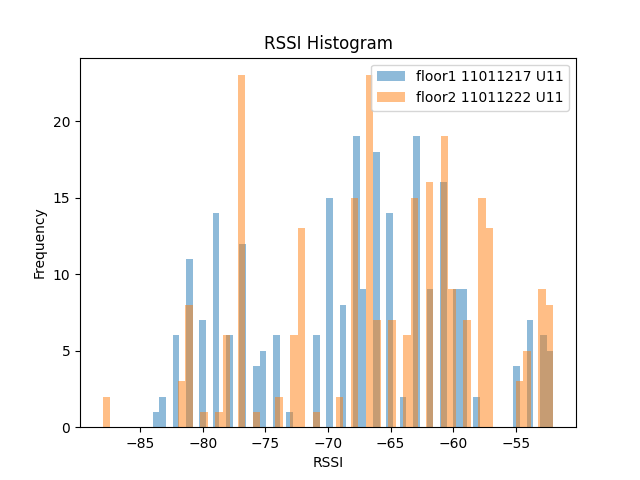 RSSI Histogram
floor1 11011217 U11
floor2 11011222 U11
Frequency
20
15
10
5
0
−85 −80 −75 −70 −65 −60 −55
RSSI